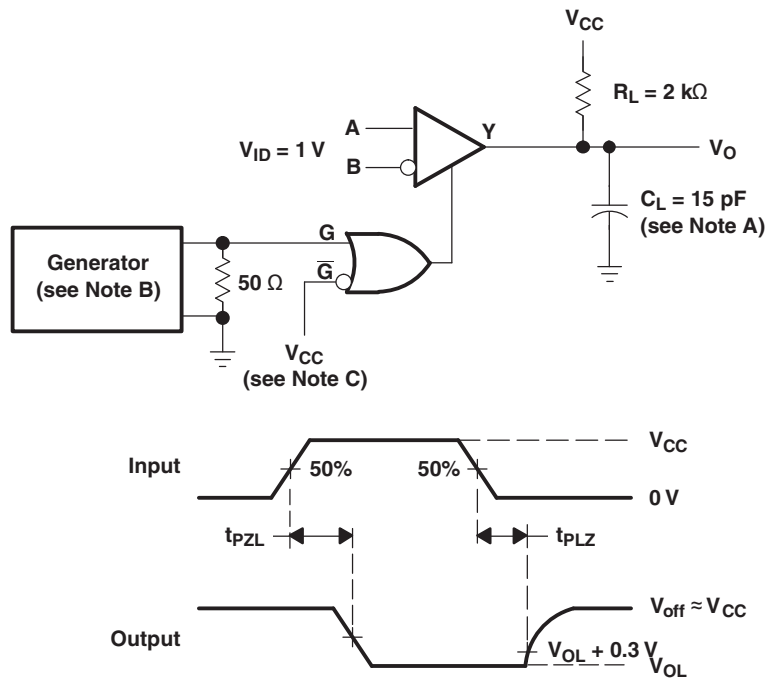 VCC
RL = 2 kΩ
A
Y
VID = 1 V
B
VO
CL = 15 pF
(see Note A)
G
Generator
(see Note B)
50 Ω
G̅
VCC
(see Note C)
VCC
Input
50%
50%
0 V
tPZL
tPLZ
Voff ≈ VCC
Output
VOL + 0.3 V
VOL